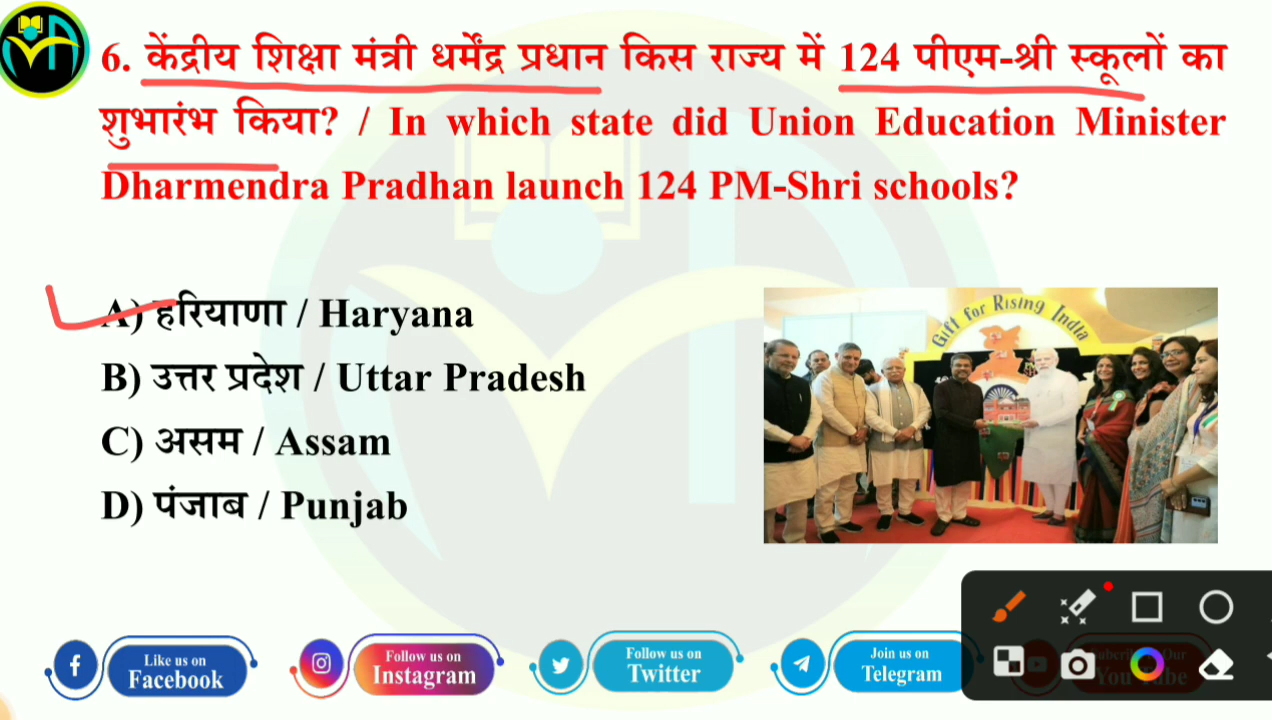 6. केंद्रीय शिक्षा मंत्री धर्मेंद्र प्रधान किस राज्य में 124 पीएम-श्री स्कूलों का
शुभारंभ किया? / In which state did Union Education Minister
Dharmendra Pradhan launch 124 PM-Shri schools?
A) हरियाणा / Haryana
B) उत्तर प्रदेश / Uttar Pradesh
C) असम / Assam
D) पंजाब / Punjab
Gift for Rising India
Like us on
Facebook
Follow us on
Instagram
Follow us on
Twitter
Join us on
Telegram